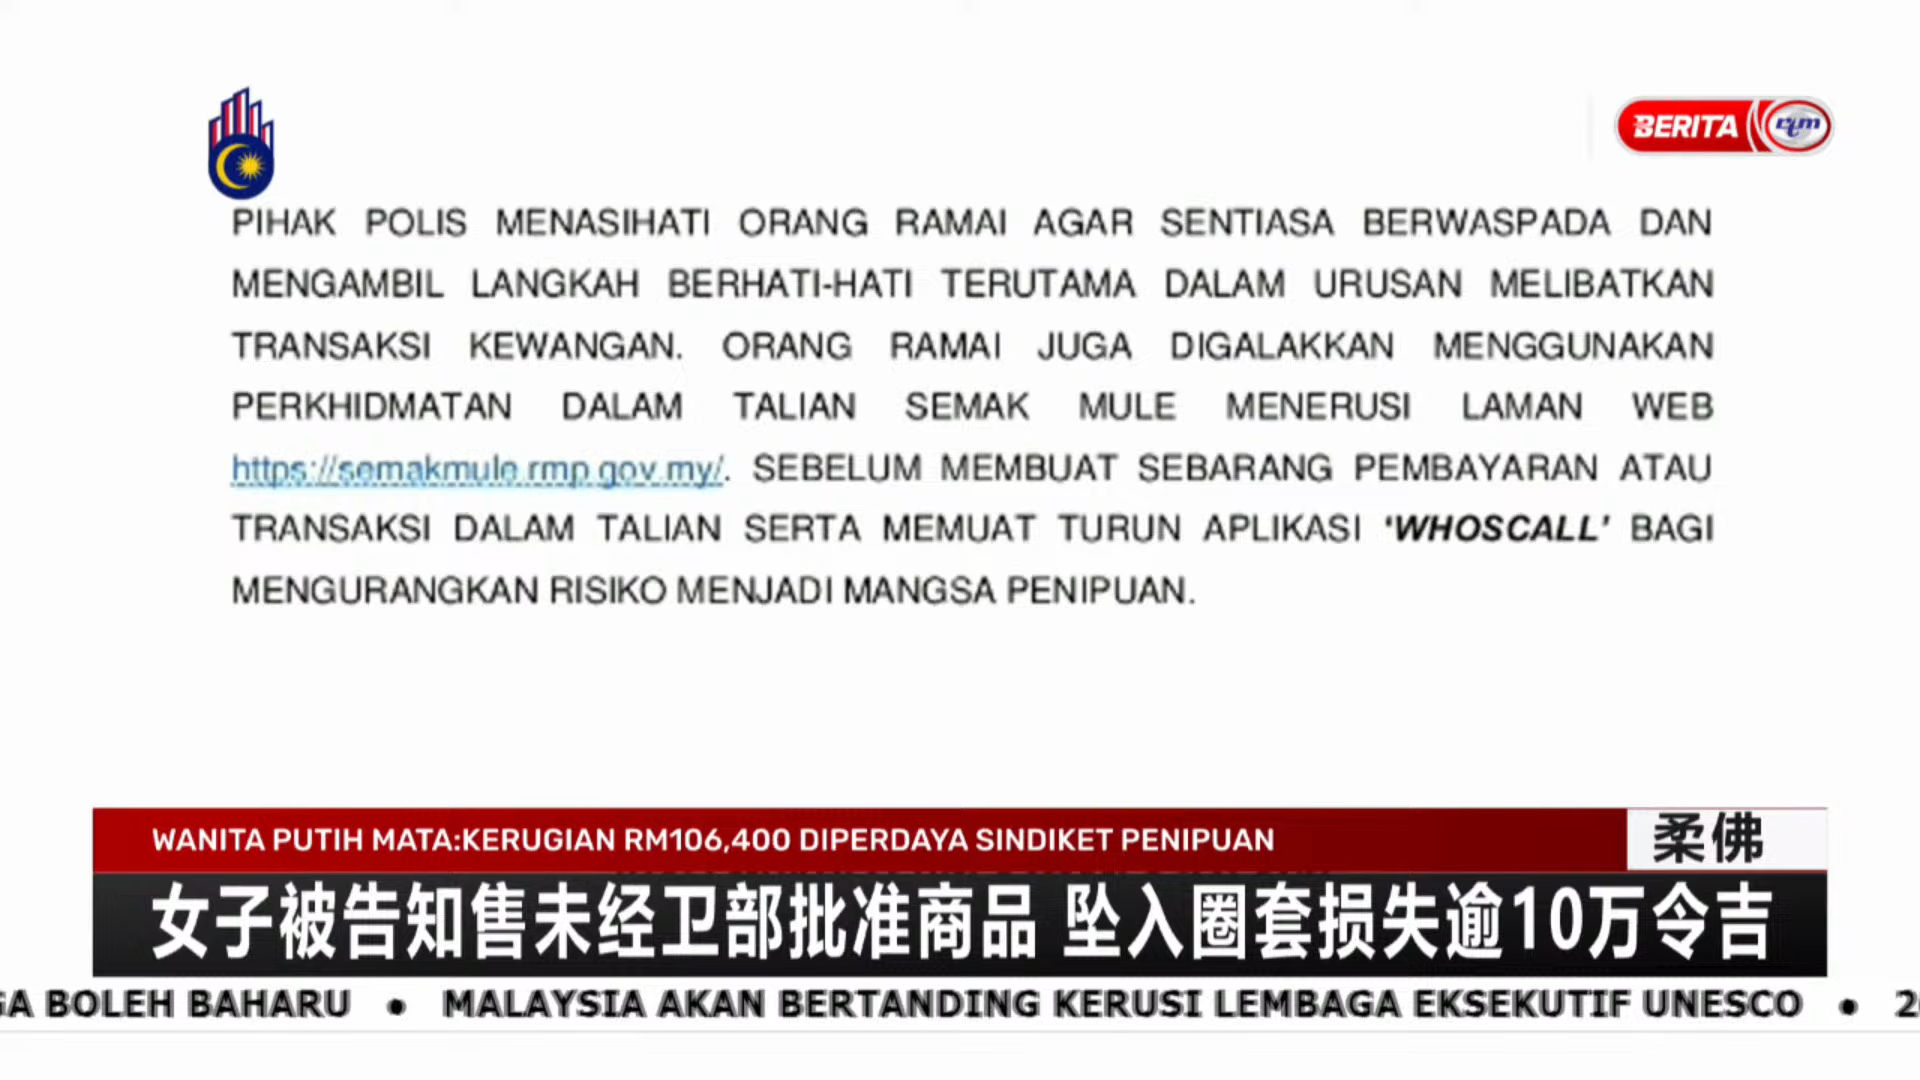 BERITA rtm
PIHAK POLIS MENASIHATI ORANG RAMAI AGAR SENTIASA BERWASPADA DAN
MENGAMBIL LANGKAH BERHATI-HATI TERUTAMA DALAM URUSAN MELIBATKAN
TRANSAKSI KEWANGAN. ORANG RAMAI JUGA DIGALAKKAN MENGGUNAKAN
PERKHIDMATAN DALAM TALIAN SEMAK MULE MENERUSI LAMAN WEB
https://semakmule.rmp.gov.my/. SEBELUM MEMBUAT SEBARANG PEMBAYARAN ATAU
TRANSAKSI DALAM TALIAN SERTA MEMUAT TURUN APLIKASI ‘WHOSCALL’ BAGI
MENGURANGKAN RISIKO MENJADI MANGSA PENIPUAN.
WANITA PUTIH MATA:KERUGIAN RM106,400 DIPERDAYA SINDIKET PENIPUAN
柔佛
女子被告知售未经卫部批准商品 坠入圈套损失逾10万令吉
GA BOLEH BAHARU • MALAYSIA AKAN BERTANDING KERUSI LEMBAGA EKSEKUTIF UNESCO • 2